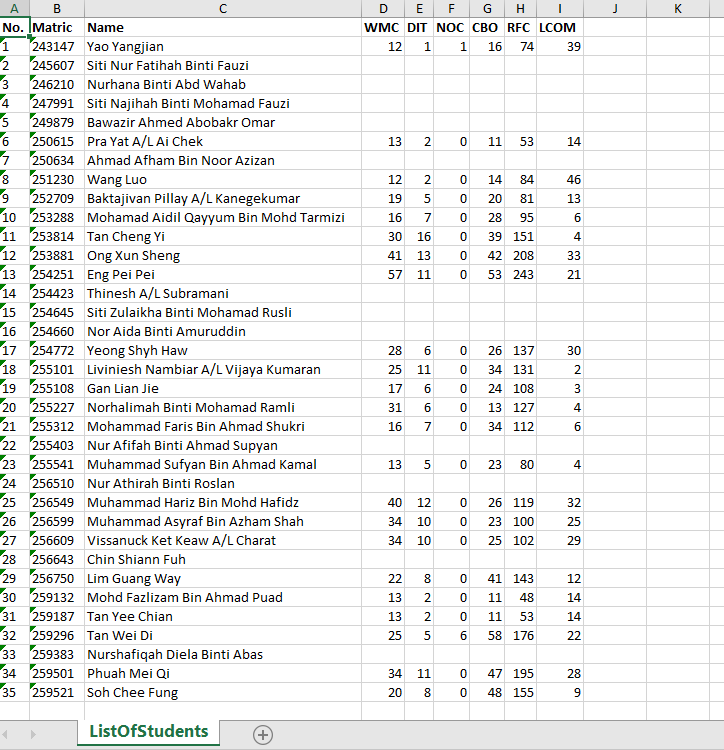 A B C D E F G H I J K
No. Matric Name WMC DIT NOC CBO RFC LCOM
1 243147 Yao Yangjian 12 1 1 16 74 39
2 245607 Siti Nur Fatihah Binti Fauzi
3 246210 Nurhana Binti Abd Wahab
4 247991 Siti Najihah Binti Mohamad Fauzi
5 249879 Bawazir Ahmed Abobakr Omar
6 250615 Pra Yat A/L Ai Chek 13 2 0 11 53 14
7 250634 Ahmad Afham Bin Noor Azizan
8 251230 Wang Luo 12 2 0 14 84 46
9 252709 Baktajivan Pillay A/L Kanegekumar 19 5 0 20 81 13
10 253288 Mohamad Aidil Qayyum Bin Mohd Tarmizi 16 7 0 28 95 6
11 253814 Tan Cheng Yi 30 16 0 39 151 4
12 253881 Ong Xun Sheng 41 13 0 42 208 33
13 254251 Eng Pei Pei 57 11 0 53 243 21
14 254423 Thinesh A/L Subramani
15 254645 Siti Zulaikha Binti Mohamad Rusli
16 254660 Nor Aida Binti Amuruddin
17 254772 Yeong Shyh Haw 28 6 0 26 137 30
18 255101 Liviniesh Nambiar A/L Vijaya Kumaran 25 11 0 34 131 2
19 255108 Gan Lian Jie 17 6 0 24 108 3
20 255227 Norhalimah Binti Mohamad Ramli 31 6 0 13 127 4
21 255312 Mohammad Faris Bin Ahmad Shukri 16 7 0 34 112 6
22 255403 Nur Afifah Binti Ahmad Supyan
23 255541 Muhammad Sufyan Bin Ahmad Kamal 13 5 0 23 80 4
24 256510 Nur Athirah Binti Roslan
25 256549 Muhammad Hariz Bin Mohd Hafidz 40 12 0 26 119 32
26 256599 Muhammad Asyraf Bin Azham Shah 34 10 0 23 100 25
27 256609 Vissanuck Ket Keaw A/L Charat 34 10 0 25 102 29
28 256643 Chin Shiann Fuh
29 256750 Lim Guang Way 22 8 0 41 143 12
30 259132 Mohd Fazlizam Bin Ahmad Puad 13 2 0 11 48 14
31 259187 Tan Yee Chian 13 2 0 11 53 14
32 259296 Tan Wei Di 25 5 6 58 176 22
33 259383 Nurshafiqah Diela Binti Abas
34 259501 Phuah Mei Qi 34 11 0 47 195 28
35 259521 Soh Chee Fung 20 8 0 48 155 9
ListOfStudents